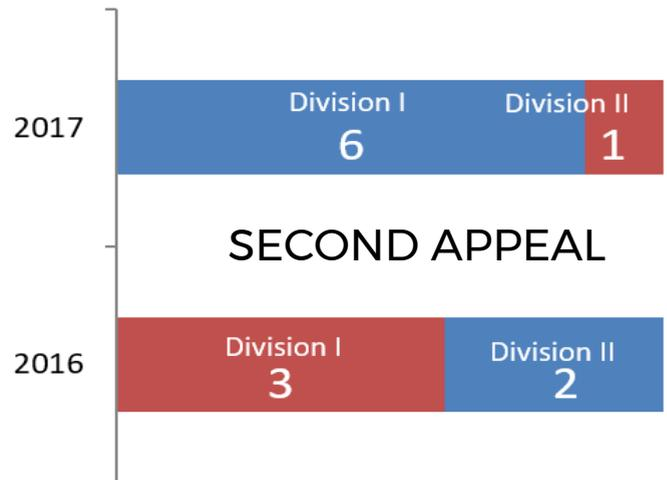 2017
Division I
6
Division II
1
SECOND APPEAL
2016
Division I
3
Division II
2